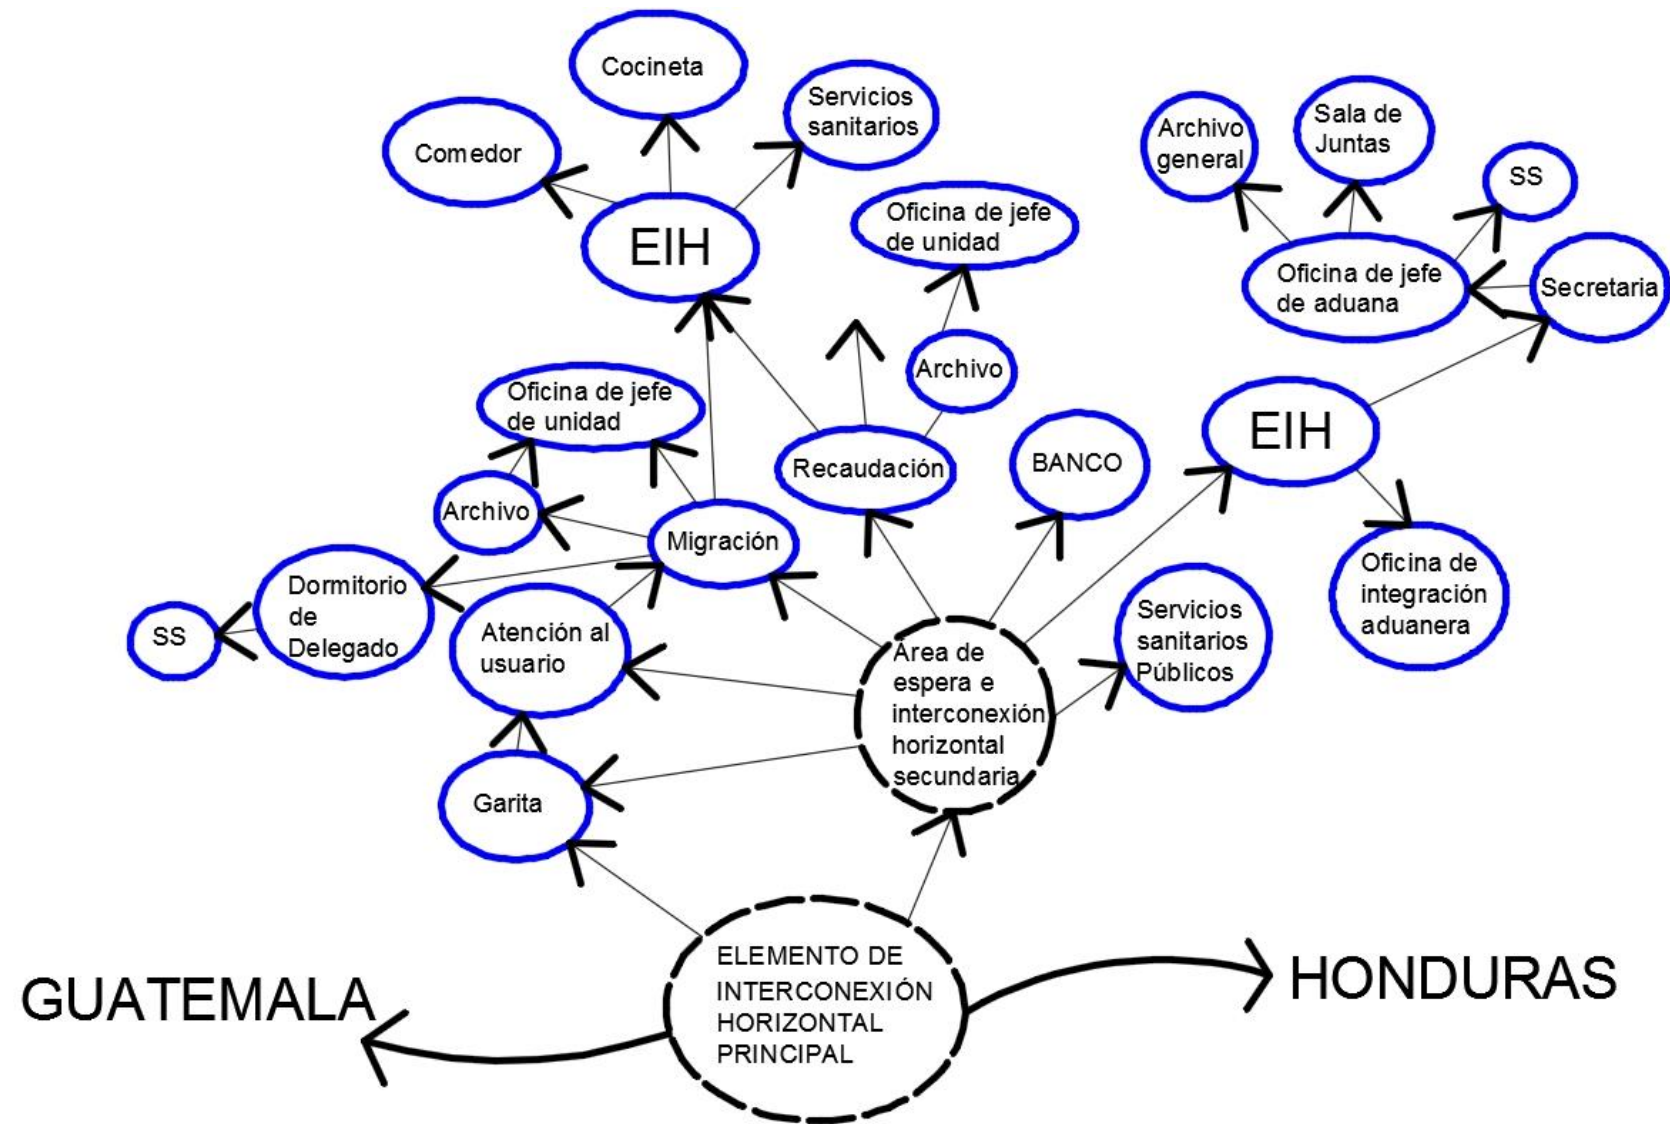 Cocineta
Servicios
sanitarios
Comedor
EIH
Oficina de jefe
de unidad
Archivo
general
Sala de
Juntas
SS
Oficina de jefe
de aduana
Secretaria
Archivo
Oficina de jefe
de unidad
Recaudación
BANCO
EIH
Archivo
Migración
Dormitorio
de
Delegado
SS
Atención al
usuario
Servicios
sanitarios
Públicos
Oficina de
integración
aduanera
Área de
espera e
interconexión
horizontal
secundaria
Garita
ELEMENTO DE
INTERCONEXIÓN
HORIZONTAL
PRINCIPAL
GUATEMALA
HONDURAS